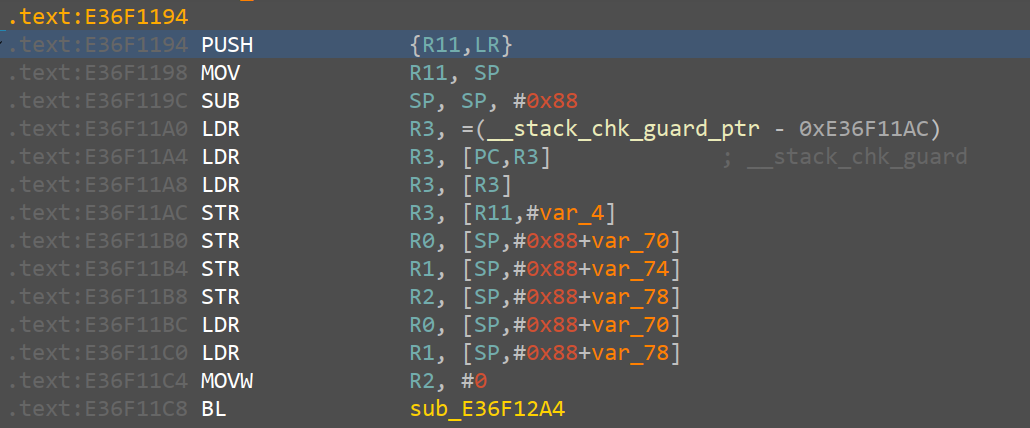 .text:E36F1194
.text:E36F1194 PUSH {R11,LR}
.text:E36F1198 MOV R11, SP
.text:E36F119C SUB SP, SP, #0x88
.text:E36F11A0 LDR R3, =(__stack_chk_guard_ptr - 0xE36F11AC)
.text:E36F11A4 LDR R3, [PC,R3] ; __stack_chk_guard
.text:E36F11A8 LDR R3, [R3]
.text:E36F11AC STR R3, [R11,#var_4]
.text:E36F11B0 STR R0, [SP,#0x88+var_70]
.text:E36F11B4 STR R1, [SP,#0x88+var_74]
.text:E36F11B8 STR R2, [SP,#0x88+var_78]
.text:E36F11BC LDR R0, [SP,#0x88+var_70]
.text:E36F11C0 LDR R1, [SP,#0x88+var_78]
.text:E36F11C4 MOVW R2, #0
.text:E36F11C8 BL sub_E36F12A4